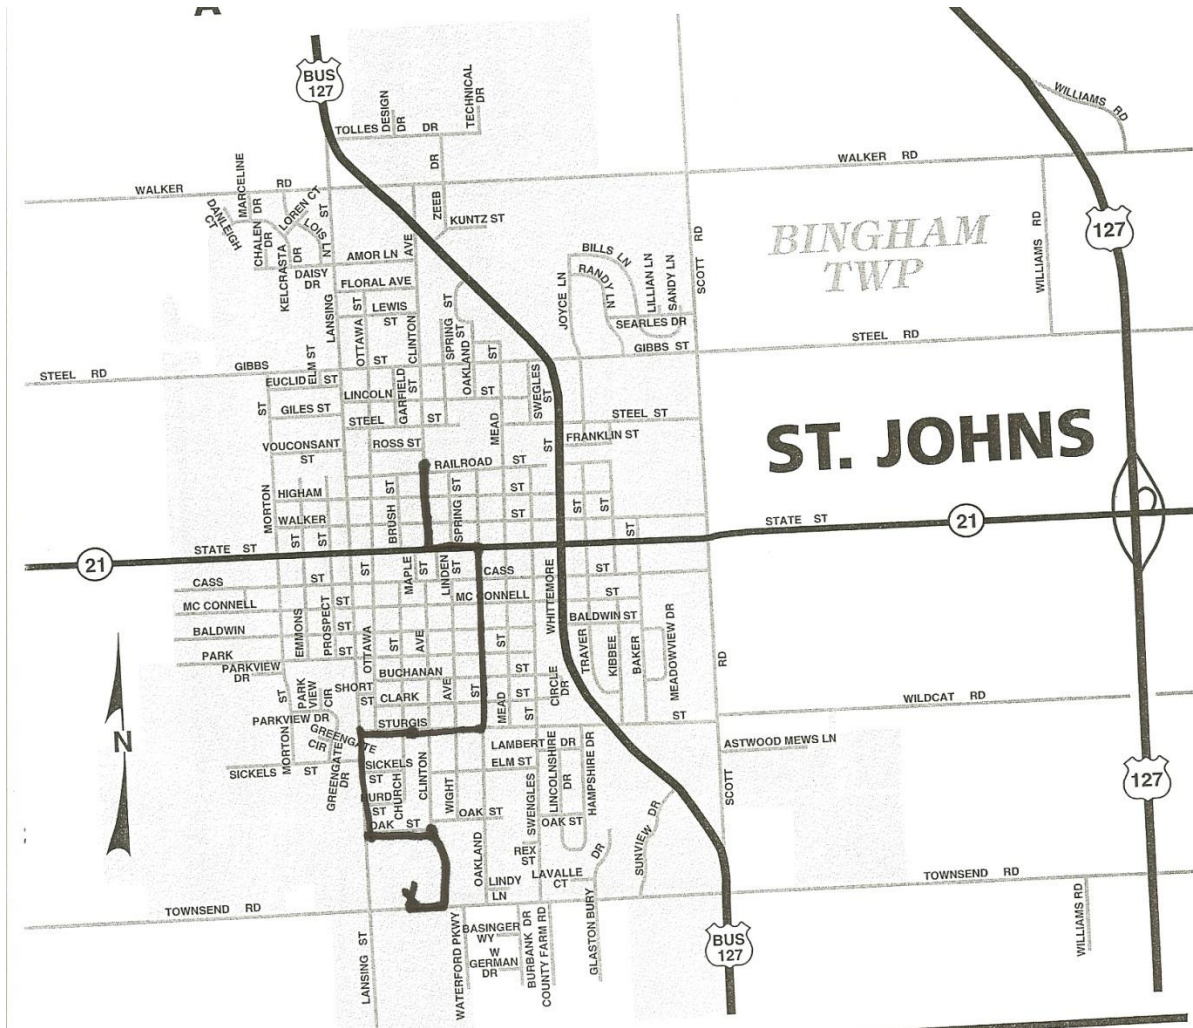 A
BUS
127
TOLLES
DESIGN
DR
DR
TECHNICAL
DR
WILLIAMS RD
WALKER RD
MARCELINE
DR
DANLEIGH
CT
CHALEN DR
LOREN CT
LOIS LN
KELCRASTA
DR
DAISY
DR
ST
AVE
ZEEB
DR
KUNTZ ST
WALKER RD
127
AMOR LN
FLORAL AVE
LEWIS
ST
LANSING
OTTAWA
ST
CLINTON
SPRING ST
OAKLAND ST
JOYCE LN
BILLS LN
RANDY LN
LILLIAN LN
SANDY LN
SEARLES DR
SCOTT RD
BINGHAM
TWP
WILLIAMS RD
STEEL RD
GIBBS ST
STEEL RD
GIBBS
ST
EUCLID
ST
ELM ST
GILES ST
LINCOLN
ST
GARFIELD
ST
STEEL
ST
MEAD
SWEGLES
ST
STEEL ST
FRANKLIN ST
ST. JOHNS
VOUCONSANT
ST
ROSS ST
RAILROAD
ST
HIGHAM
ST
WALKER
ST
MORTON
ST
BRUSH ST
SPRING ST
STATE ST
21
STATE ST
21
CASS
ST
MAPLE
ST
LINDEN
ST
CASS
ST
MC CONNELL
ST
MC CONNELL
ST
BALDWIN
ST
BALDWIN ST
EMMONS
ST
PROSPECT
ST
PARK
ST
OTTAWA
ST
AVE
WHITTEMORE
ST
TRAVER
KIBBEE
BAKER
ST
MEADOWVIEW DR
RD
PARKVIEW
DR
BUCHANAN
ST
PARK
VIEW
CIR
SHORT
ST
CLARK
ST
AVE
ST
MEAD
CIRCLE
DR
WILDCAT RD
PARKVIEW DR
STURGIS
ST
GREENGATE
CIR
MORTON
ST
SICKELS ST
GREENGATE
DR
SICKELS
ST
LAMBERT DR
ELM ST
ASTWOOD MEWS LN
N
CHURCH
CLINTON
WIGHT
ST
OAK ST
OAK ST
SWENGLES
LINCOLNSHIRE
DR
HAMPSHIRE DR
OAK ST
SUNVIEW DR
SCOTT
127
REX
ST
OAKLAND
LINDY
LN
LAVALLE
CT
GLASTON BURY
DR
TOWNSEND RD
TOWNSEND RD
LANSING ST
WATERFORD PKWY
BASINGER
WY
W
GERMAN
DR
BURBANK DR
COUNTY FARM RD
BUS
127
WILLIAMS RD